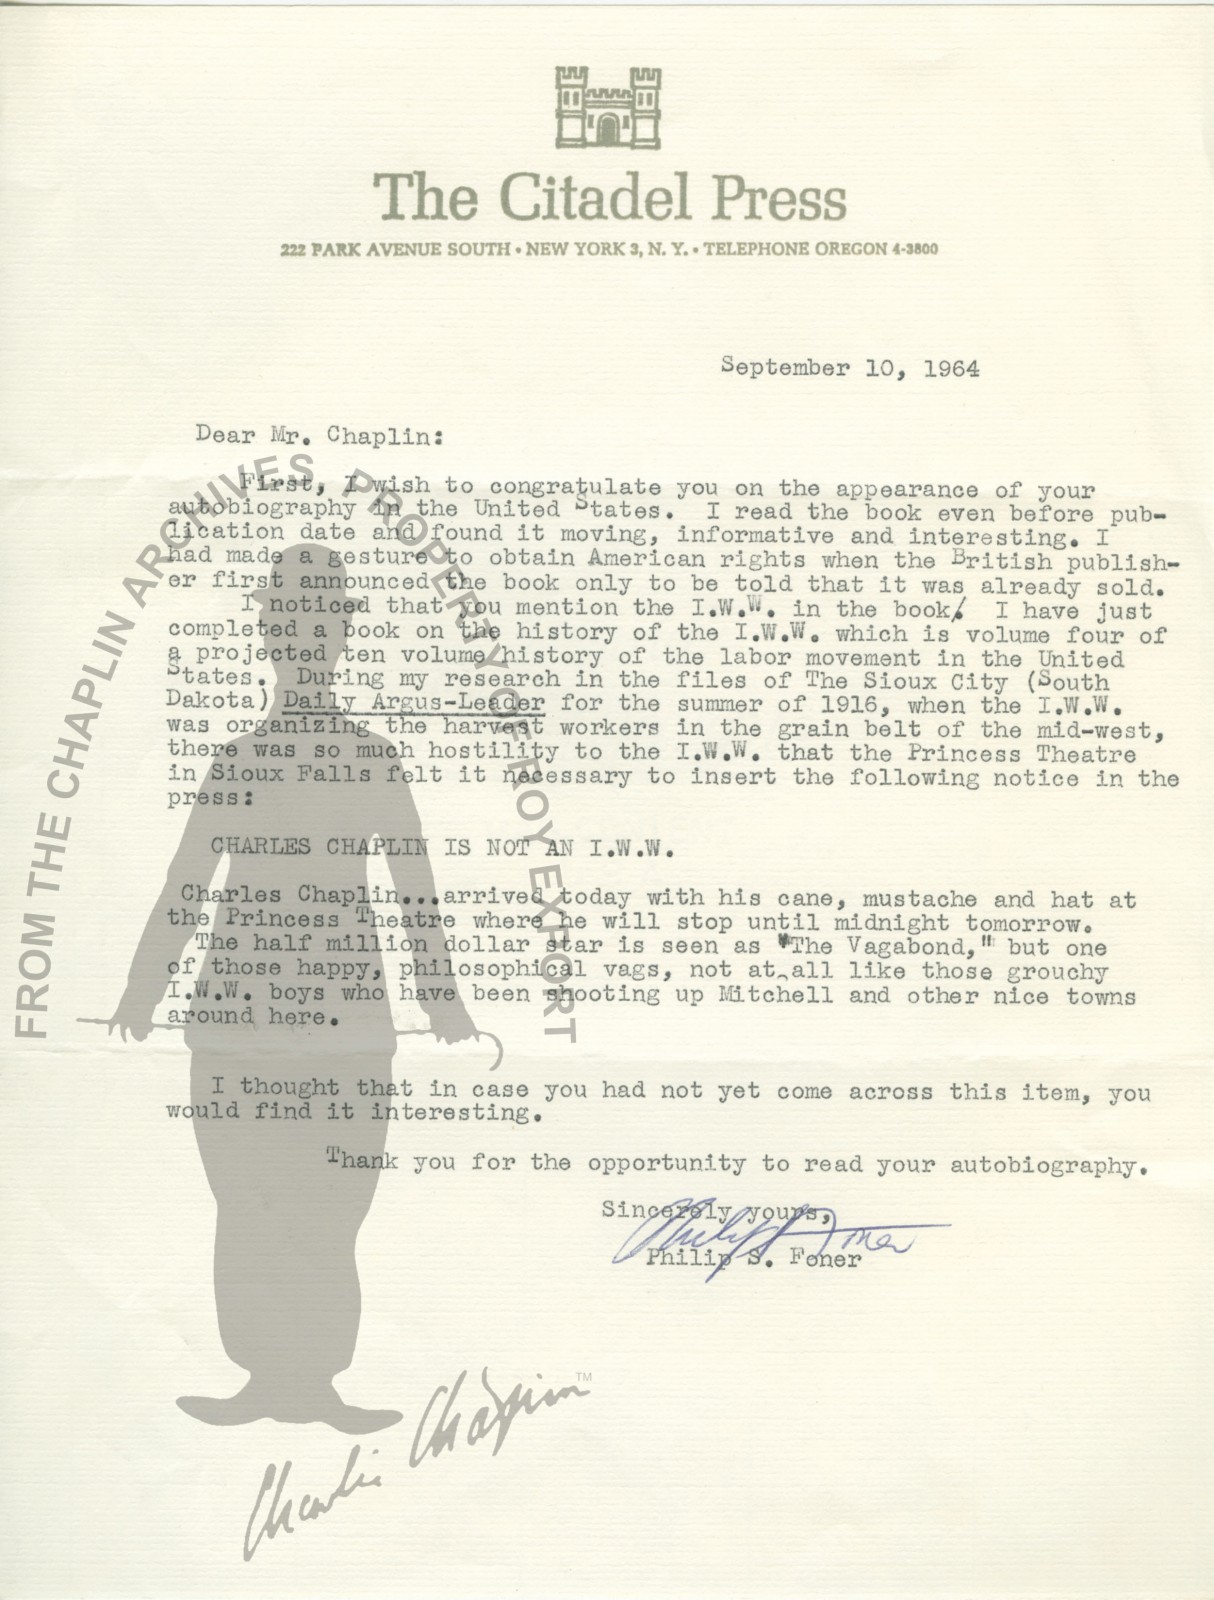 The Citadel Press
222 PARK AVENUE SOUTH • NEW YORK 3, N. Y. • TELEPHONE OREGON 4-3800
September 10, 1964
Dear Mr. Chaplin:
First, I wish to congratulate you on the appearance of your
autobiography in the United States. I read the book even before pub-
lication date and found it moving, informative and interesting. I
had made a gesture to obtain American rights when the British publish-
er first announced the book only to be told that it was already sold.
I noticed that you mention the I.W.W. in the book. I have just
completed a book on the history of the I.W.W. which is volume four of
a projected ten volume history of the labor movement in the United
States. During my research in the files of The Sioux City (South
Dakota) Daily Argus-Leader for the summer of 1916, when the I.W.W.
was organizing the harvest workers in the grain belt of the mid-west,
there was so much hostility to the I.W.W. that the Princess Theatre
in Sioux Falls felt it necessary to insert the following notice in the
press:
CHARLES CHAPLIN IS NOT AN I.W.W.
Charles Chaplin...arrived today with his cane, mustache and hat at
the Princess Theatre where he will stop until midnight tomorrow.
The half million dollar star is seen as "The Vagabond," but one
of those happy, philosophical vags, not at all like those grouchy
I.W.W. boys who have been shooting up Mitchell and other nice towns
around here.
I thought that in case you had not yet come across this item, you
would find it interesting.
Thank you for the opportunity to read your autobiography.
Sincerely yours,
Philip S. Foner
Philip S. Foner
FROM THE CHAPLIN ARCHIVES PROPERTY OF ROY EXPORT
Charlie Chaplin™